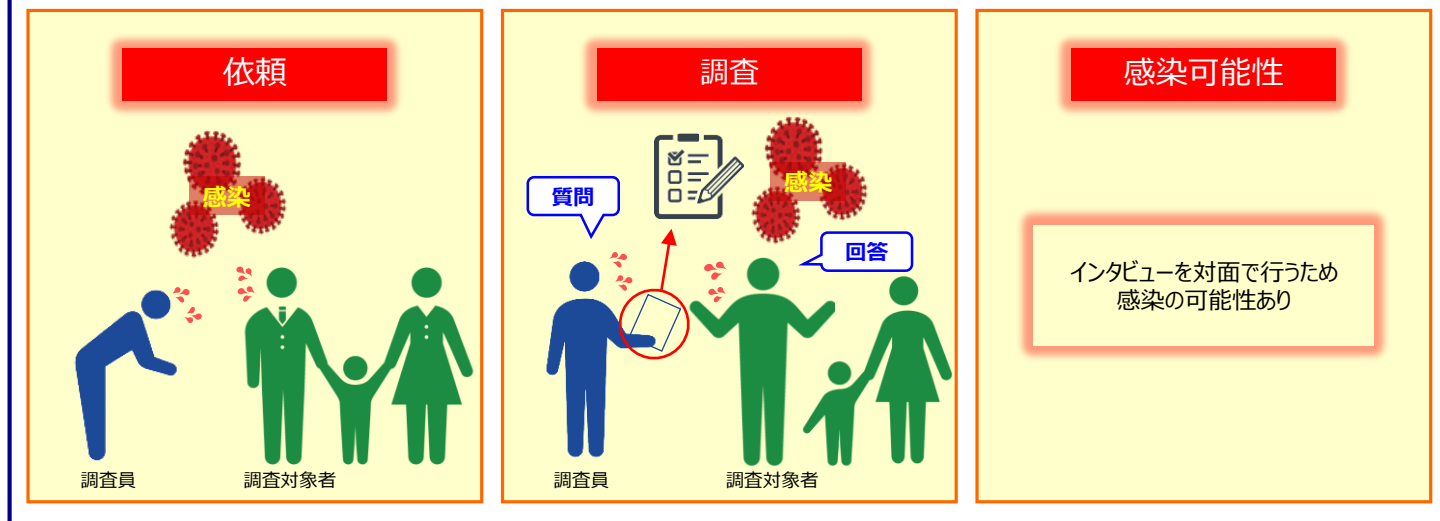 依頼
感染
調査員
調査対象者
調査
感染
質問
回答
調査員
調査対象者
感染可能性
インタビューを対面で行うため
感染の可能性あり